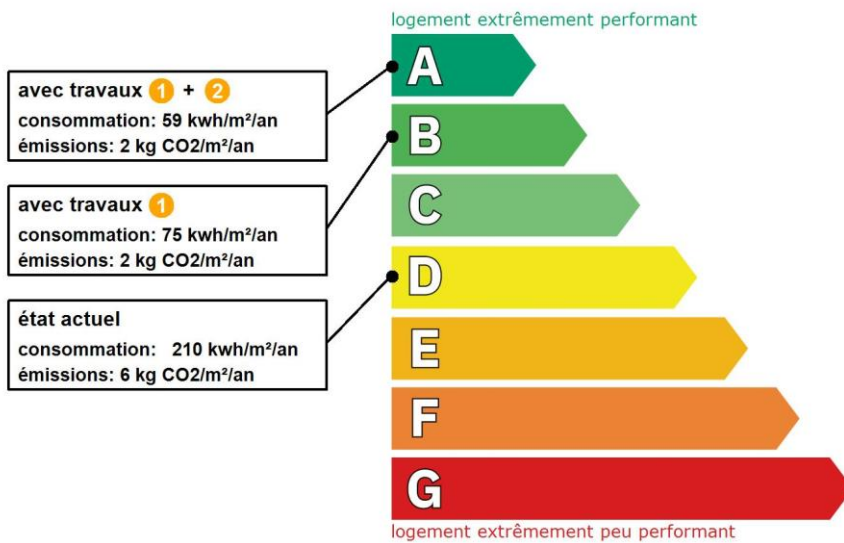 logement extrêmement performant
avec travaux 1 + 2
consommation: 59 kwh/m²/an
émissions: 2 kg CO2/m²/an
avec travaux 1
consommation: 75 kwh/m²/an
émissions: 2 kg CO2/m²/an
état actuel
consommation: 210 kwh/m²/an
émissions: 6 kg CO2/m²/an
A
B
C
D
E
F
G
logement extrêmement peu performant